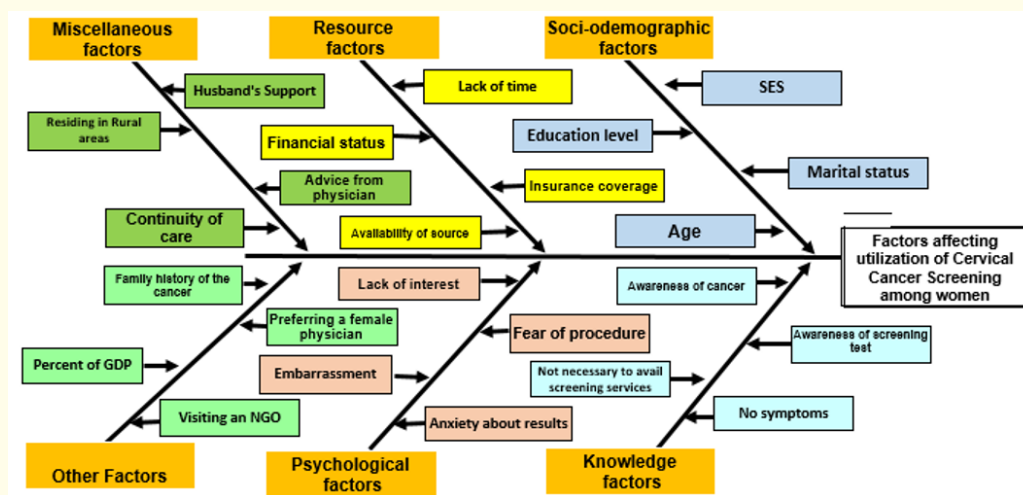 Miscellaneous
factors
Resource
factors
Soci-odemographic
factors
Husband's Support
Residing in Rural
areas
Advice from
physician
Continuity of
care
Lack of time
Financial status
Insurance coverage
Availability of source
SES
Education level
Marital status
Age
Factors affecting
utilization of Cervical
Cancer Screening
among women
Family history of the
cancer
Preferring a female
physician
Percent of GDP
Visiting an NGO
Lack of interest
Fear of procedure
Embarrassment
Anxiety about results
Awareness of cancer
Awareness of screening
test
Not necessary to avail
screening services
No symptoms
Other Factors
Psychological
factors
Knowledge
factors